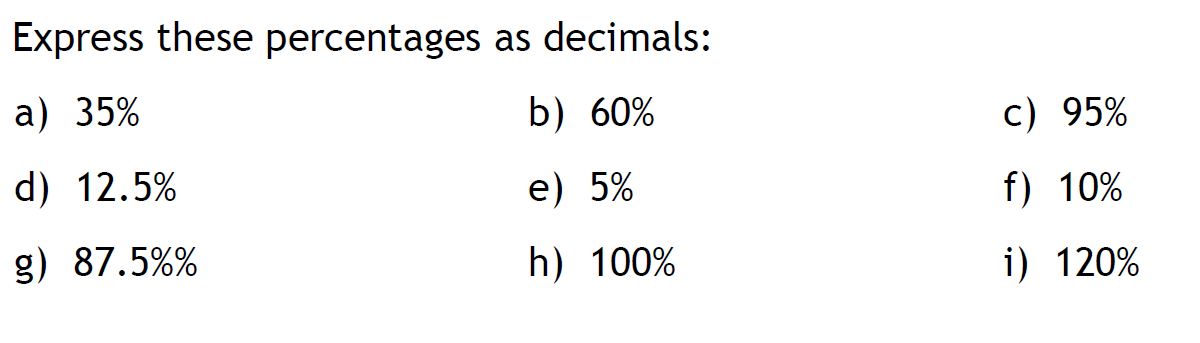 Express these percentages as decimals:
a) 35% b) 60% c) 95%
d) 12.5% e) 5% f) 10%
g) 87.5%% h) 100% i) 120%